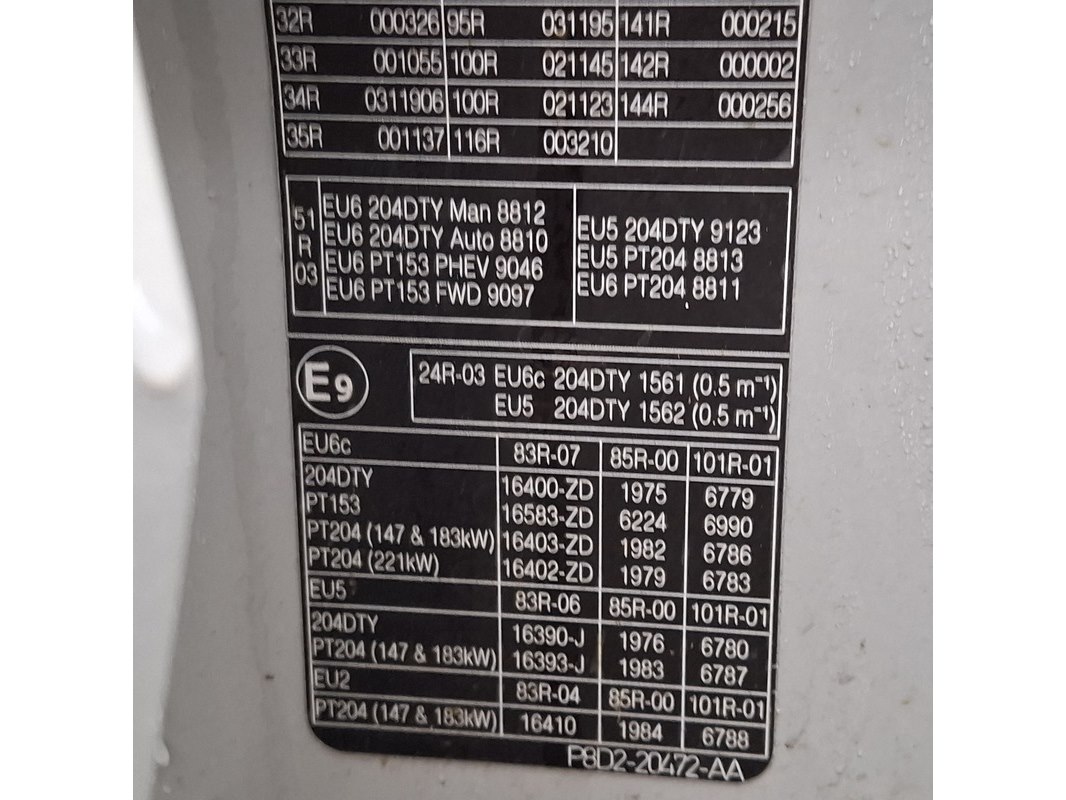 32R 000326 95R 031195 141R 000215
33R 001055 100R 021145 142R 000002
34R 0311906 100R 021123 144R 000256
35R 001137 116R 003210
51 R 03
EU6 204DTY Man 8812
EU6 204DTY Auto 8810
EU6 PT153 PHEV 9046
EU6 PT153 FWD 9097
EU5 204DTY 9123
EU5 PT204 8813
EU6 PT204 8811
E9
24R-03 EU6c 204DTY 1561 (0.5 m⁻¹)
EU5 204DTY 1562 (0.5 m⁻¹)
EU6c 83R-07 85R-00 101R-01
204DTY 16400-ZD 1975 6779
PT153 16583-ZD 6224 6990
PT204 (147 & 183kW) 16403-ZD 1982 6786
PT204 (221kW) 16402-ZD 1979 6783
EU5 83R-06 85R-00 101R-01
204DTY 16390-J 1976 6780
PT204 (147 & 183kW) 16393-J 1983 6787
EU2 83R-04 85R-00 101R-01
PT204 (147 & 183kW) 16410 1984 6788
P8D2-20472-AA